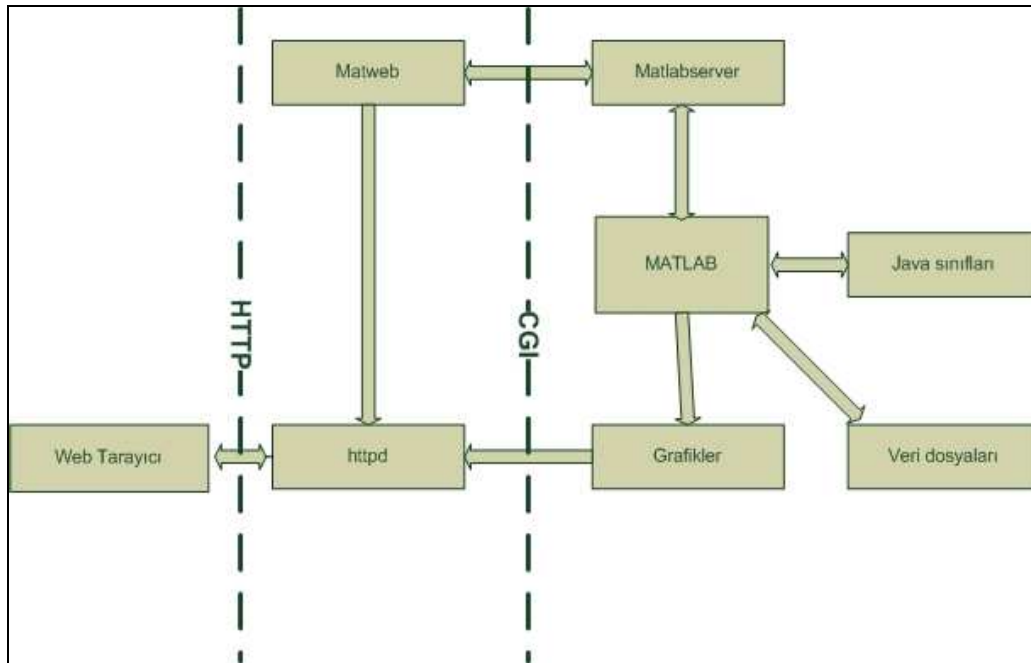 Matweb
Matlabserver
MATLAB
Java sınıfları
HTTP
CGI
Web Tarayıcı
httpd
Grafikler
Veri dosyaları